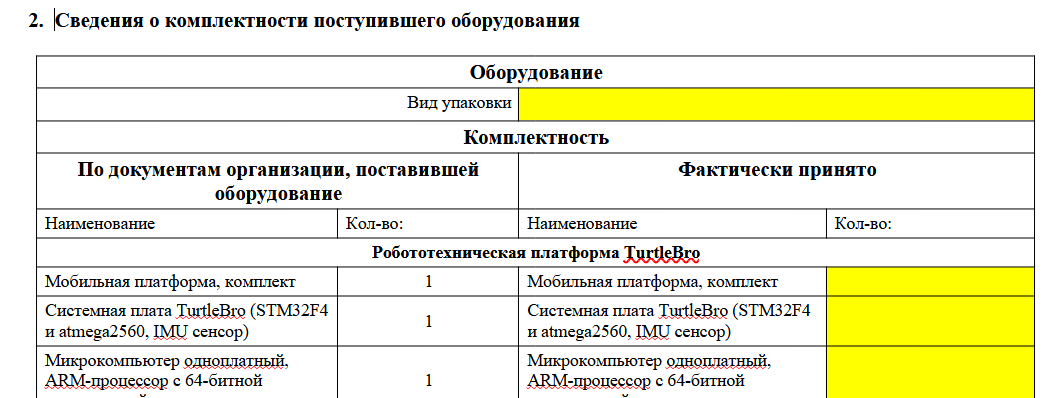 2. Сведения о комплектности поступившего оборудования
Оборудование
Вид упаковки
Комплектность
По документам организации, поставившей
оборудование
Фактически принято
Наименование
Кол-во:
Наименование
Кол-во:
Робототехническая платформа TurtleBro
Мобильная платформа, комплект
1
Мобильная платформа, комплект
Системная плата TurtleBro (STM32F4
и atmega2560, IMU сенсор)
1
Системная плата TurtleBro (STM32F4
и atmega2560, IMU сенсор)
Микрокомпьютер одноплатный,
ARM-процессор с 64-битной
1
Микрокомпьютер одноплатный,
ARM-процессор с 64-битной